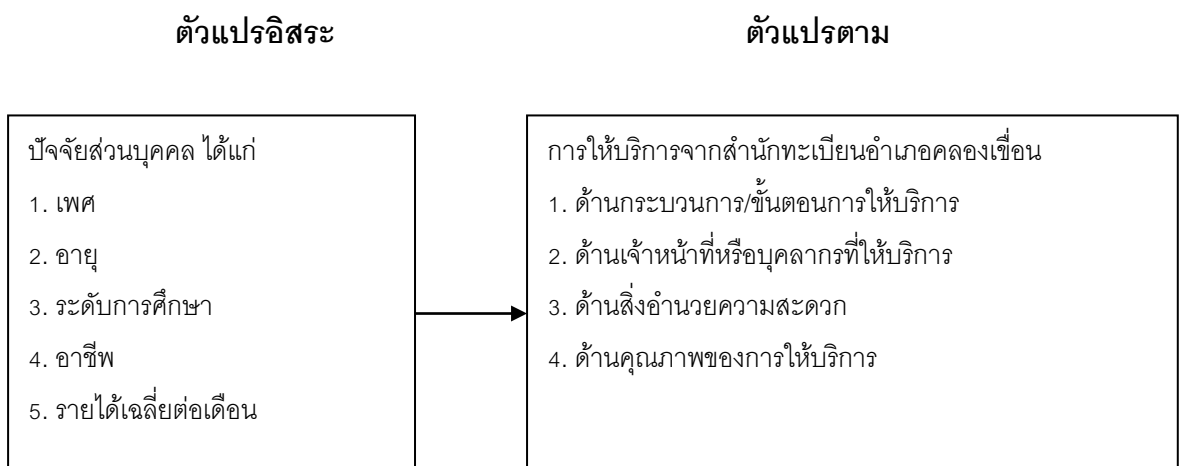 ตัวแปรอิสระ
ตัวแปรตาม
ปัจจัยส่วนบุคคล ได้แก่
1. เพศ
2. อายุ
3. ระดับการศึกษา
4. อาชีพ
5. รายได้เฉลี่ยต่อเดือน
การให้บริการจากสำนักทะเบียนอำเภอคลองเขื่อน
1. ด้านกระบวนการ/ขั้นตอนการให้บริการ
2. ด้านเจ้าหน้าที่หรือบุคลากรที่ให้บริการ
3. ด้านสิ่งอำนวยความสะดวก
4. ด้านคุณภาพของการให้บริการ